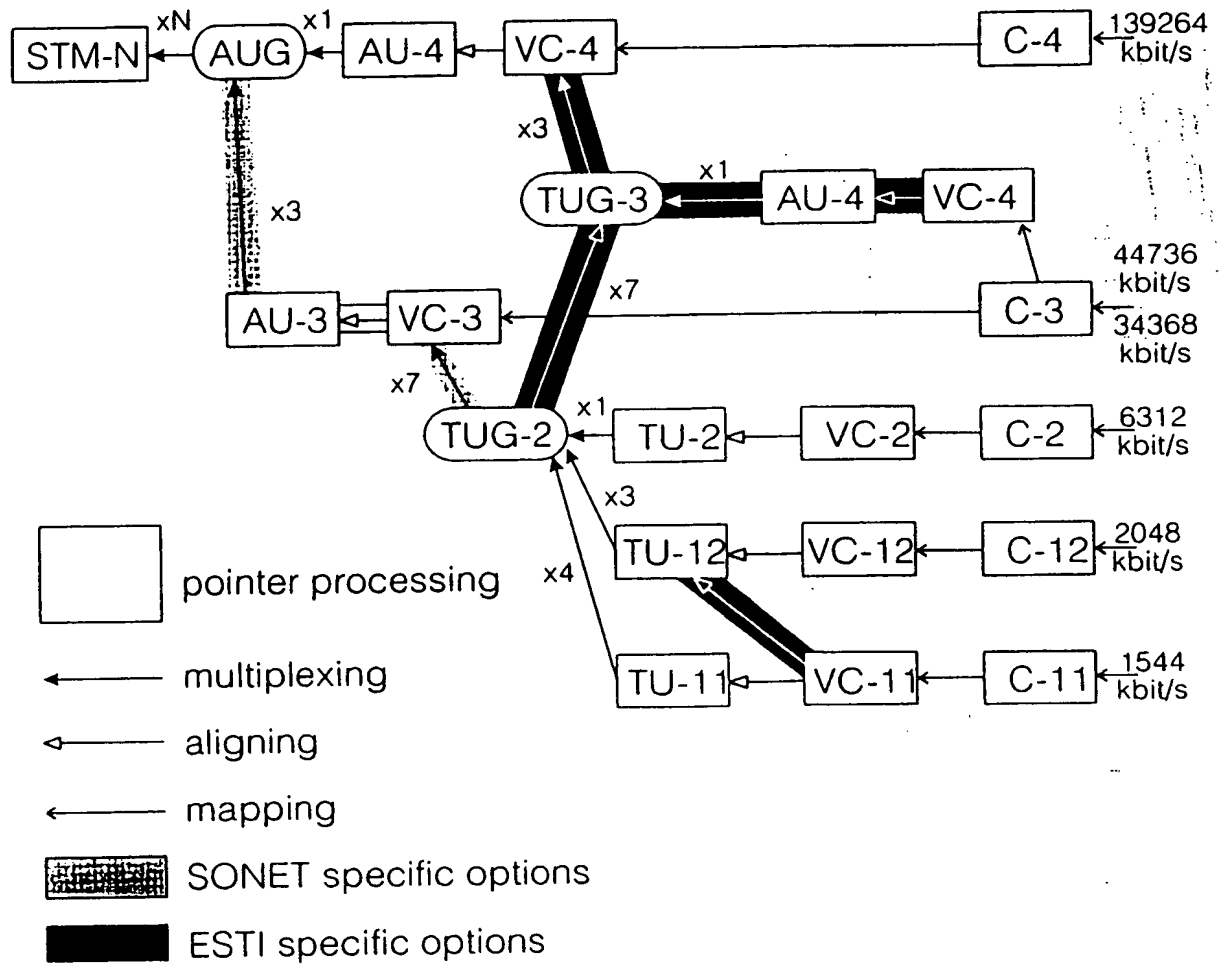 xN x1
STM-N AUG AU-4 VC-4 C-4 139264
kbit/s
x3
x1
TUG-3 AU-4 VC-4
x3
44736
kbit/s
x7
AU-3 VC-3 C-3
34368
kbit/s
x7
x1
TUG-2 TU-2 VC-2 C-2 6312
kbit/s
x3
TU-12 VC-12 C-12 2048
kbit/s
x4
TU-11 VC-11 C-11 1544
kbit/s
pointer processing
multiplexing
aligning
mapping
SONET specific options
ESTI specific options